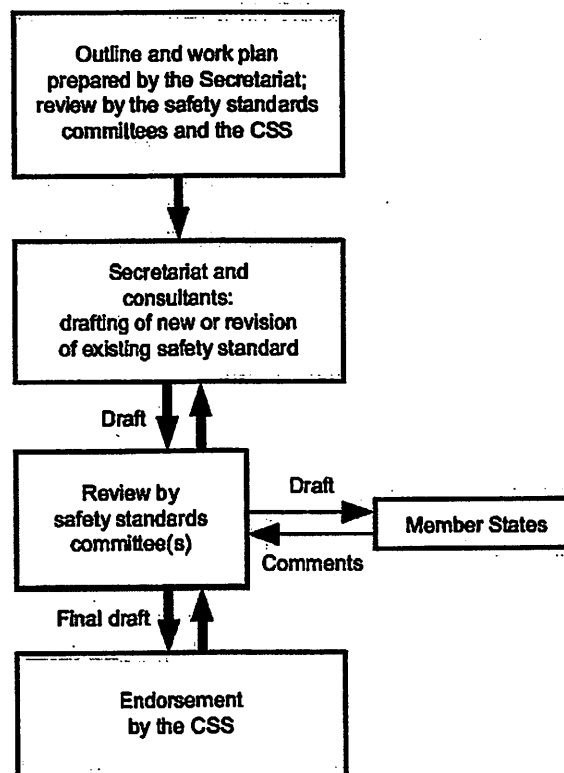 Outline and work plan
prepared by the Secretariat;
review by the safety standards
committees and the CSS
Secretariat and
consultants:
drafting of new or revision
of existing safety standard
Draft
Review by
safety standards
committee(s)
Draft
Member States
Comments
Final draft
Endorsement
by the CSS